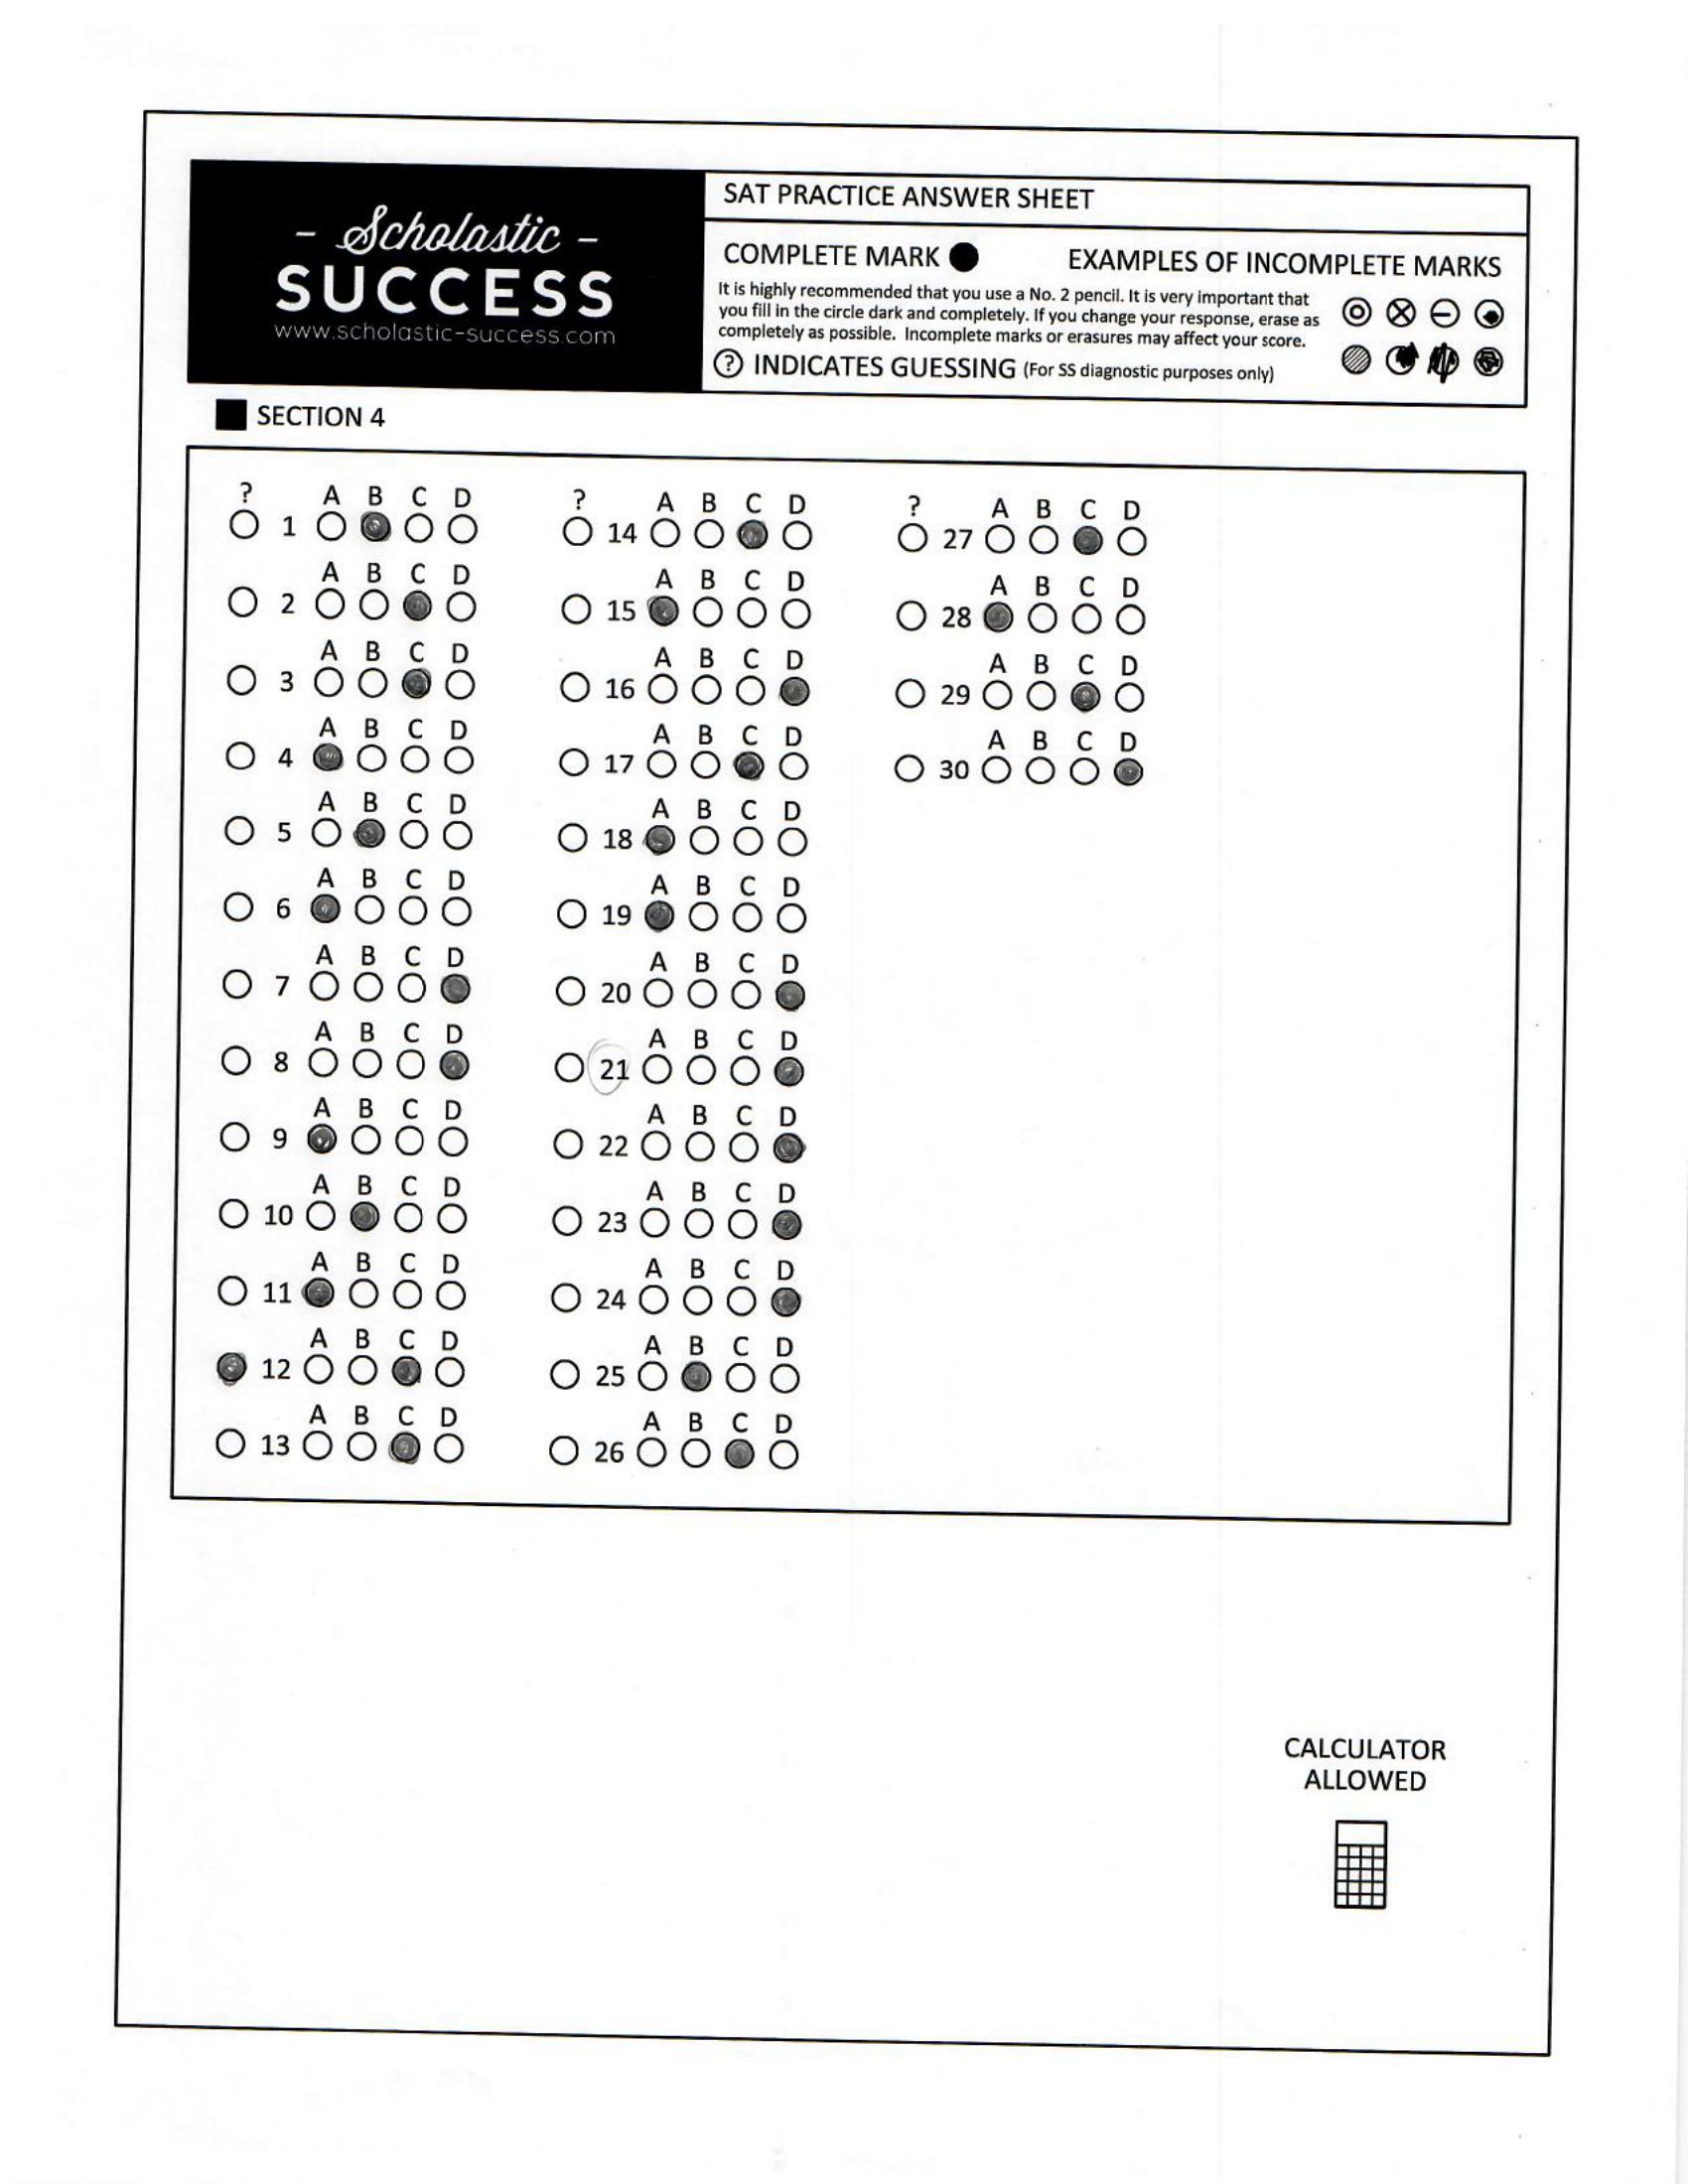 - Scholastic -
SUCCESS
www.scholastic-success.com
SAT PRACTICE ANSWER SHEET
COMPLETE MARK
EXAMPLES OF INCOMPLETE MARKS
It is highly recommended that you use a No. 2 pencil. It is very important that
you fill in the circle dark and completely. If you change your response, erase as
completely as possible. Incomplete marks or erasures may affect your score.
? INDICATES GUESSING (For SS diagnostic purposes only)
SECTION 4
? A B C D
1
A B C D
2
A B C D
3
A B C D
4
A B C D
5
A B C D
6
A B C D
7
A B C D
8
A B C D
9
A B C D
10
A B C D
11
A B C D
12
A B C D
13
? A B C D
14
A B C D
15
A B C D
16
A B C D
17
A B C D
18
A B C D
19
A B C D
20
A B C D
21
A B C D
22
A B C D
23
A B C D
24
A B C D
25
A B C D
26
? A B C D
27
A B C D
28
A B C D
29
A B C D
30
CALCULATOR
ALLOWED